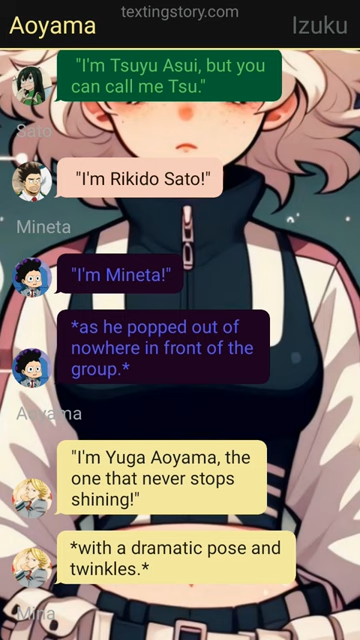 textingstory.com
Aoyama
Izuku
"I'm Tsuyu Asui, but you
can call me Tsu."
Sato
"I'm Rikido Sato!"
Mineta
"I'm Mineta!"
*as he popped out of
nowhere in front of the
group.*
Aoyama
"I'm Yuga Aoyama, the
one that never stops
shining!"
*with a dramatic pose and
twinkles.*
Mina